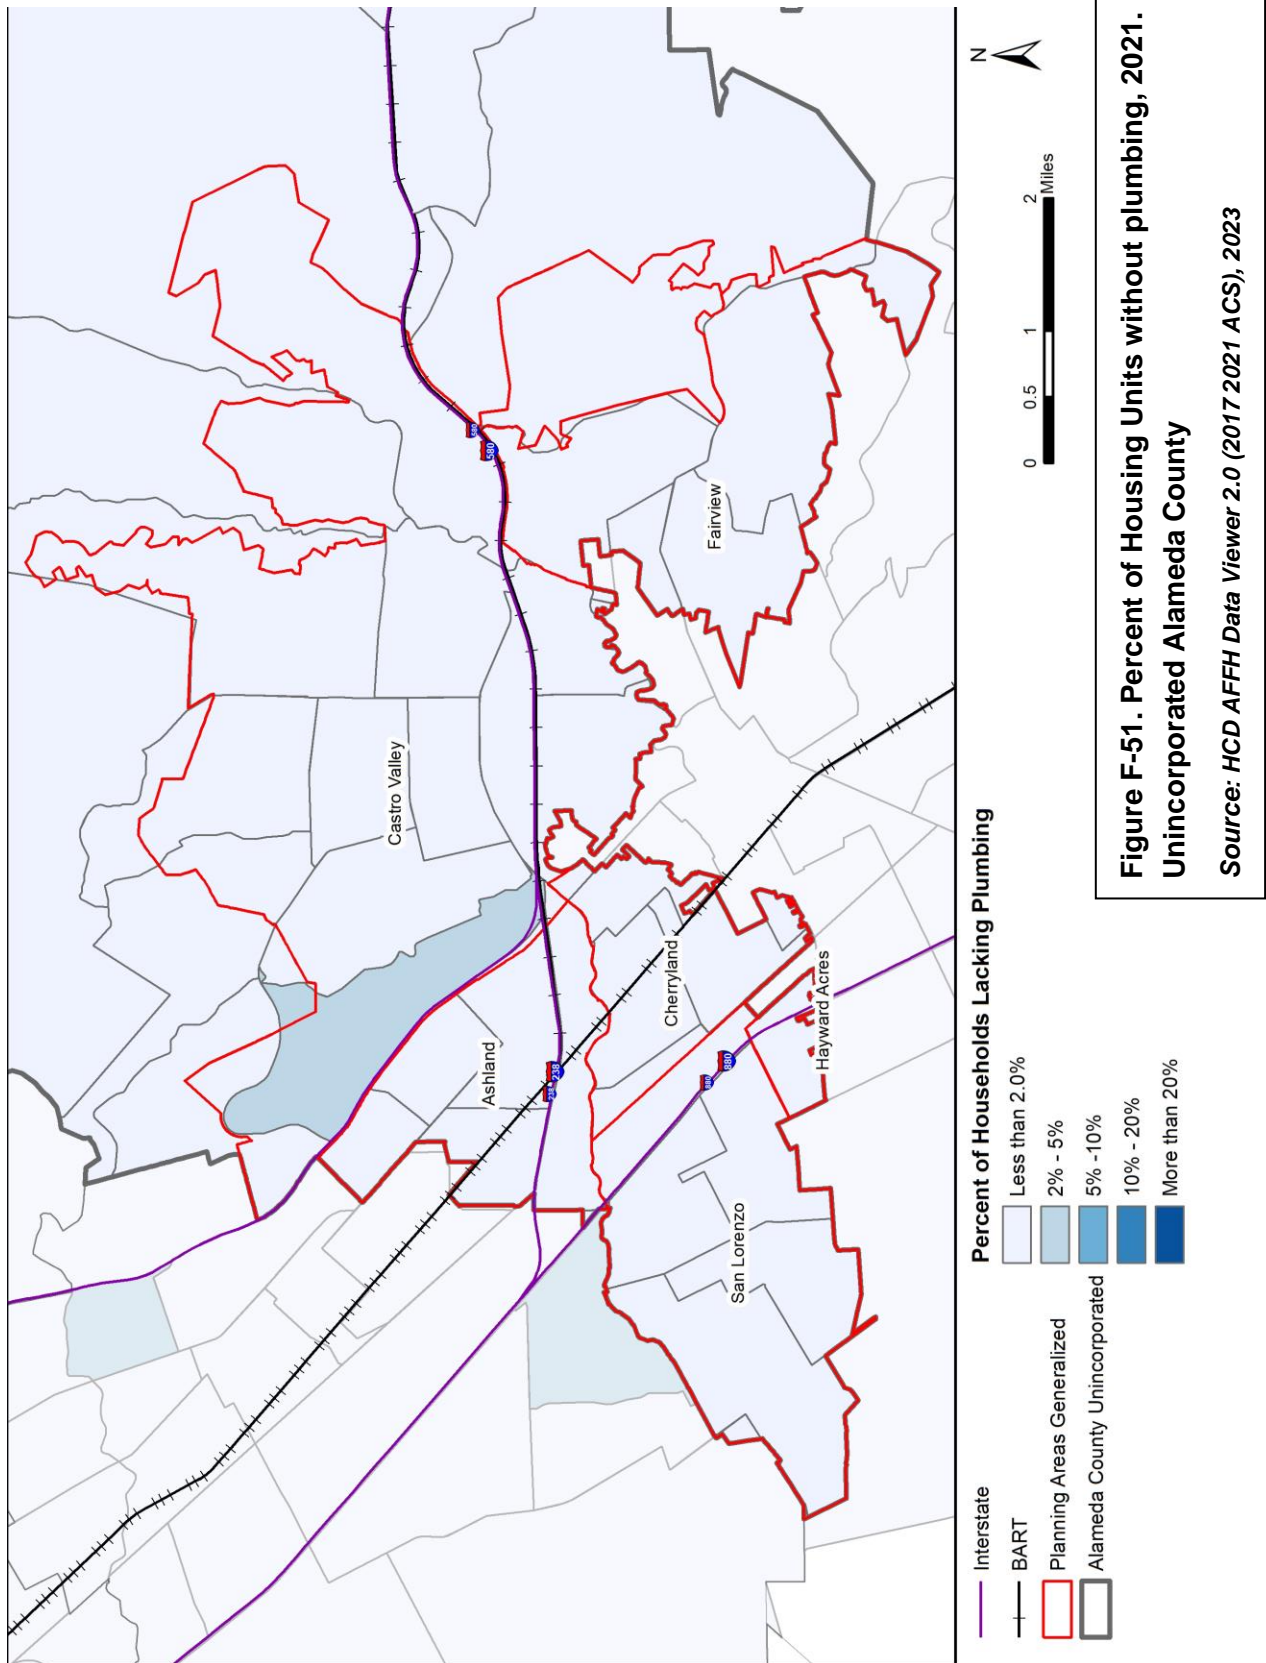 Castro Valley
Ashland
Cherryland
Fairview
Hayward Acres
San Lorenzo
580
238
880
N
0 0.5 1 2
Miles
Interstate
BART
Planning Areas Generalized
Alameda County Unincorporated
Percent of Households Lacking Plumbing
Less than 2.0%
2% - 5%
5% -10%
10% - 20%
More than 20%
Figure F-51. Percent of Housing Units without plumbing, 2021.
Unincorporated Alameda County
Source: HCD AFFH Data Viewer 2.0 (2017 2021 ACS), 2023